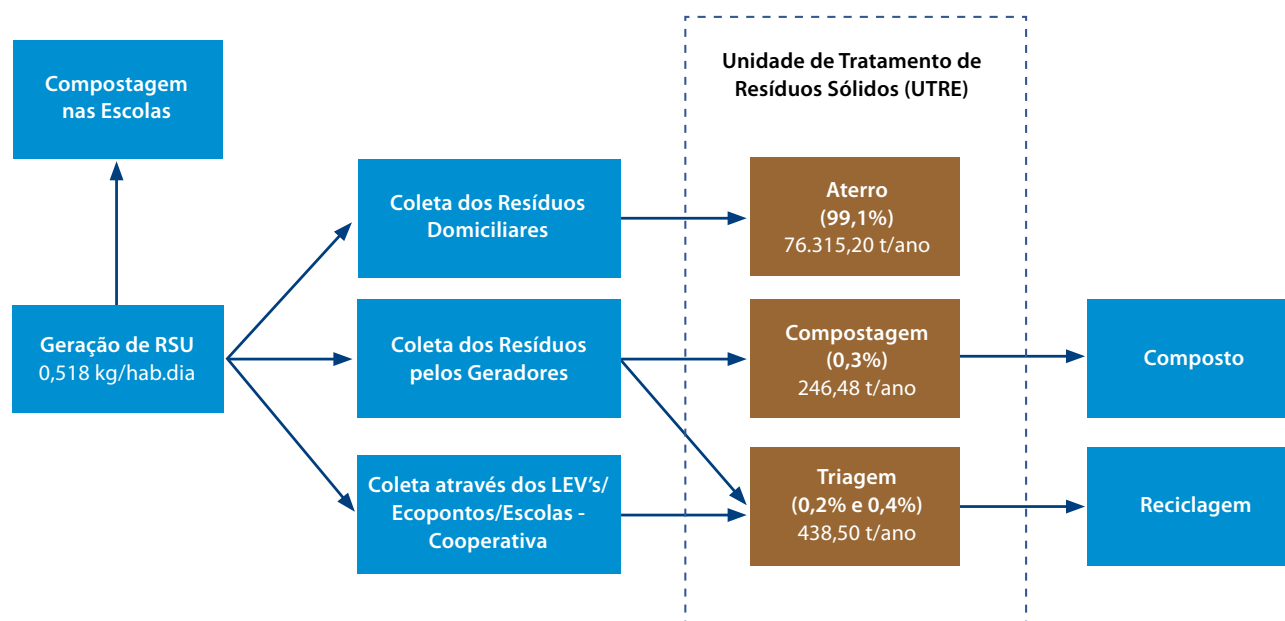 Compostagem
nas Escolas
Unidade de Tratamento de
Resíduos Sólidos (UTRE)
Coleta dos Resíduos
Domiciliares
Aterro
(99,1%)
76.315,20 t/ano
Geração de RSU
0,518 kg/hab.dia
Coleta dos Resíduos
pelos Geradores
Compostagem
(0,3%)
246,48 t/ano
Composto
Coleta através dos LEV’s/
Ecopontos/Escolas -
Cooperativa
Triagem
(0,2% e 0,4%)
438,50 t/ano
Reciclagem